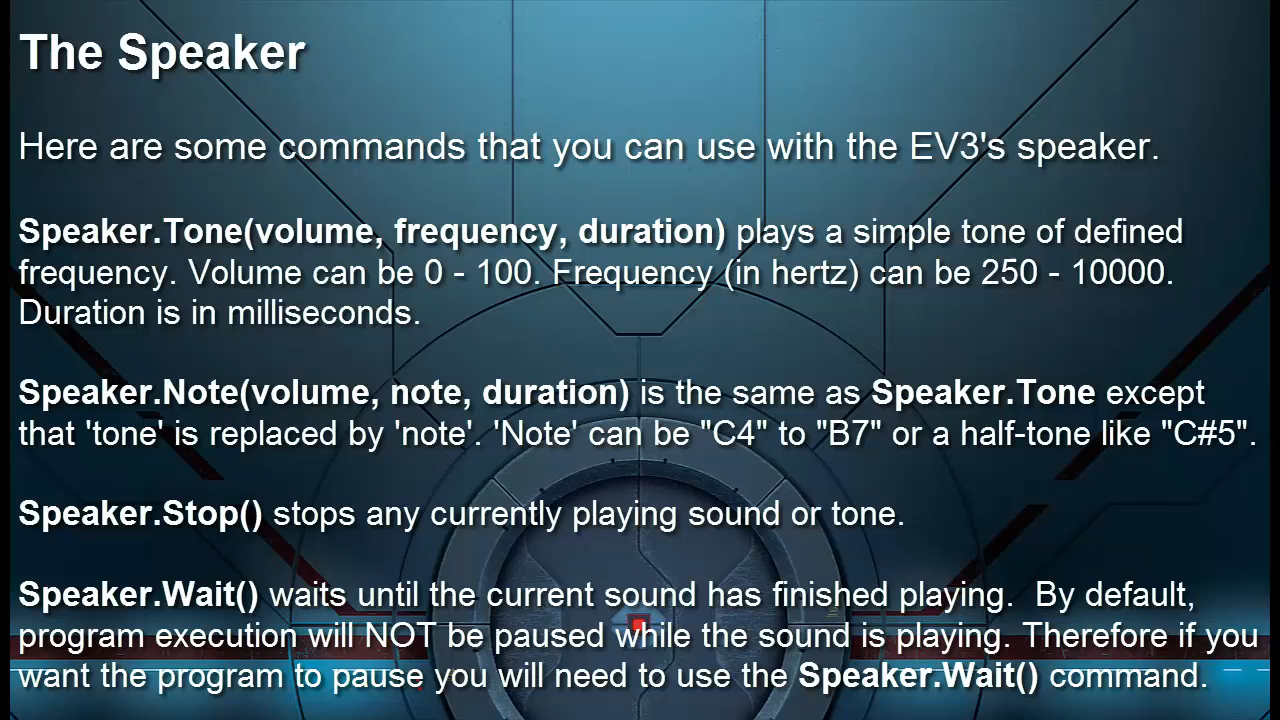 The Speaker
Here are some commands that you can use with the EV3's speaker.
Speaker.Tone(volume, frequency, duration) plays a simple tone of defined
frequency. Volume can be 0 - 100. Frequency (in hertz) can be 250 - 10000.
Duration is in milliseconds.
Speaker.Note(volume, note, duration) is the same as Speaker.Tone except
that 'tone' is replaced by 'note'. 'Note' can be "C4" to "B7" or a half-tone like "C#5".
Speaker.Stop() stops any currently playing sound or tone.
Speaker.Wait() waits until the current sound has finished playing.  By default,
program execution will NOT be paused while the sound is playing. Therefore if you
want the program to pause you will need to use the Speaker.Wait() command.